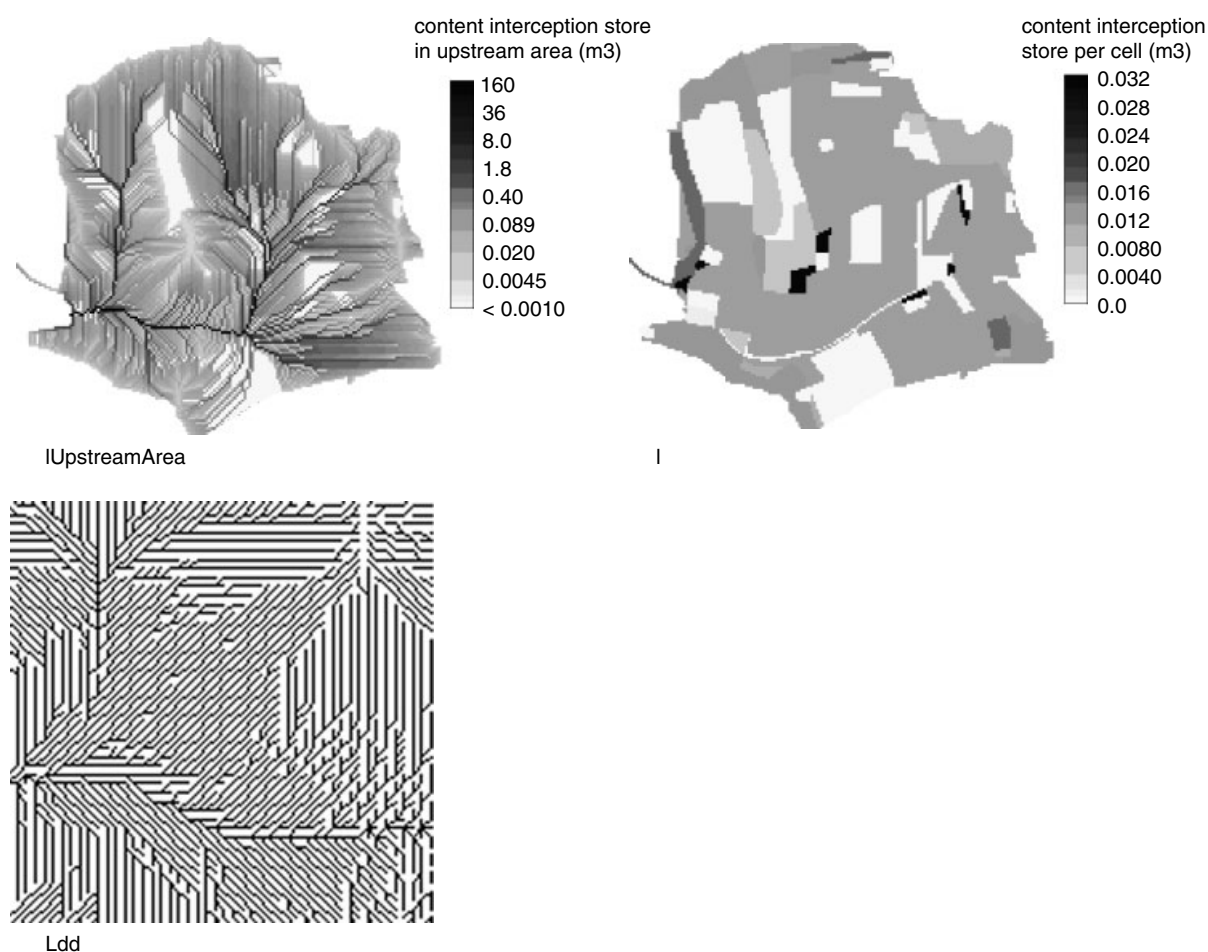 content interception store
in upstream area (m3)
160
36
8.0
1.8
0.40
0.089
0.020
0.0045
< 0.0010
content interception
store per cell (m3)
0.032
0.028
0.024
0.020
0.016
0.012
0.0080
0.0040
0.0
IUpstreamArea
I
Ldd